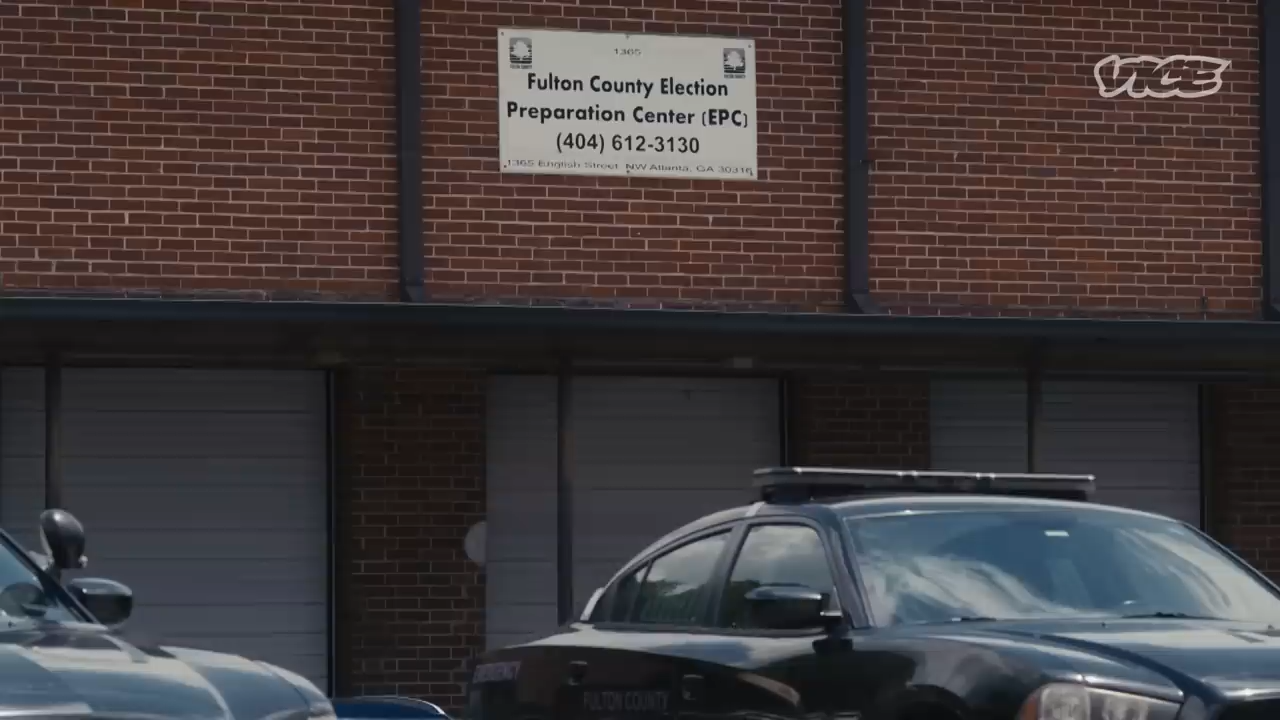 1365
Fulton County Election
Preparation Center (EPC)
(404) 612-3130
1365 English Street, NW Atlanta, GA 30318
VICE
FULTON COUNTY